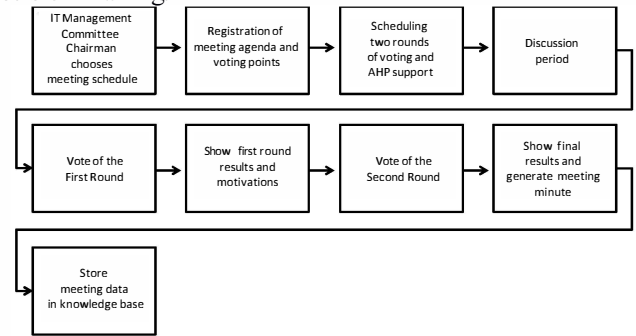 IT Management
Committee
Chairman
chooses
meeting schedule
Registration of
meeting agenda and
voting points
Scheduling
two rounds
of voting and
AHP support
Discussion
period
Vote of the
First Round
Show first round
results and
motivations
Vote of the
Second Round
Show final
results and
generate meeting
minute
Store
meeting data
in knowledge base